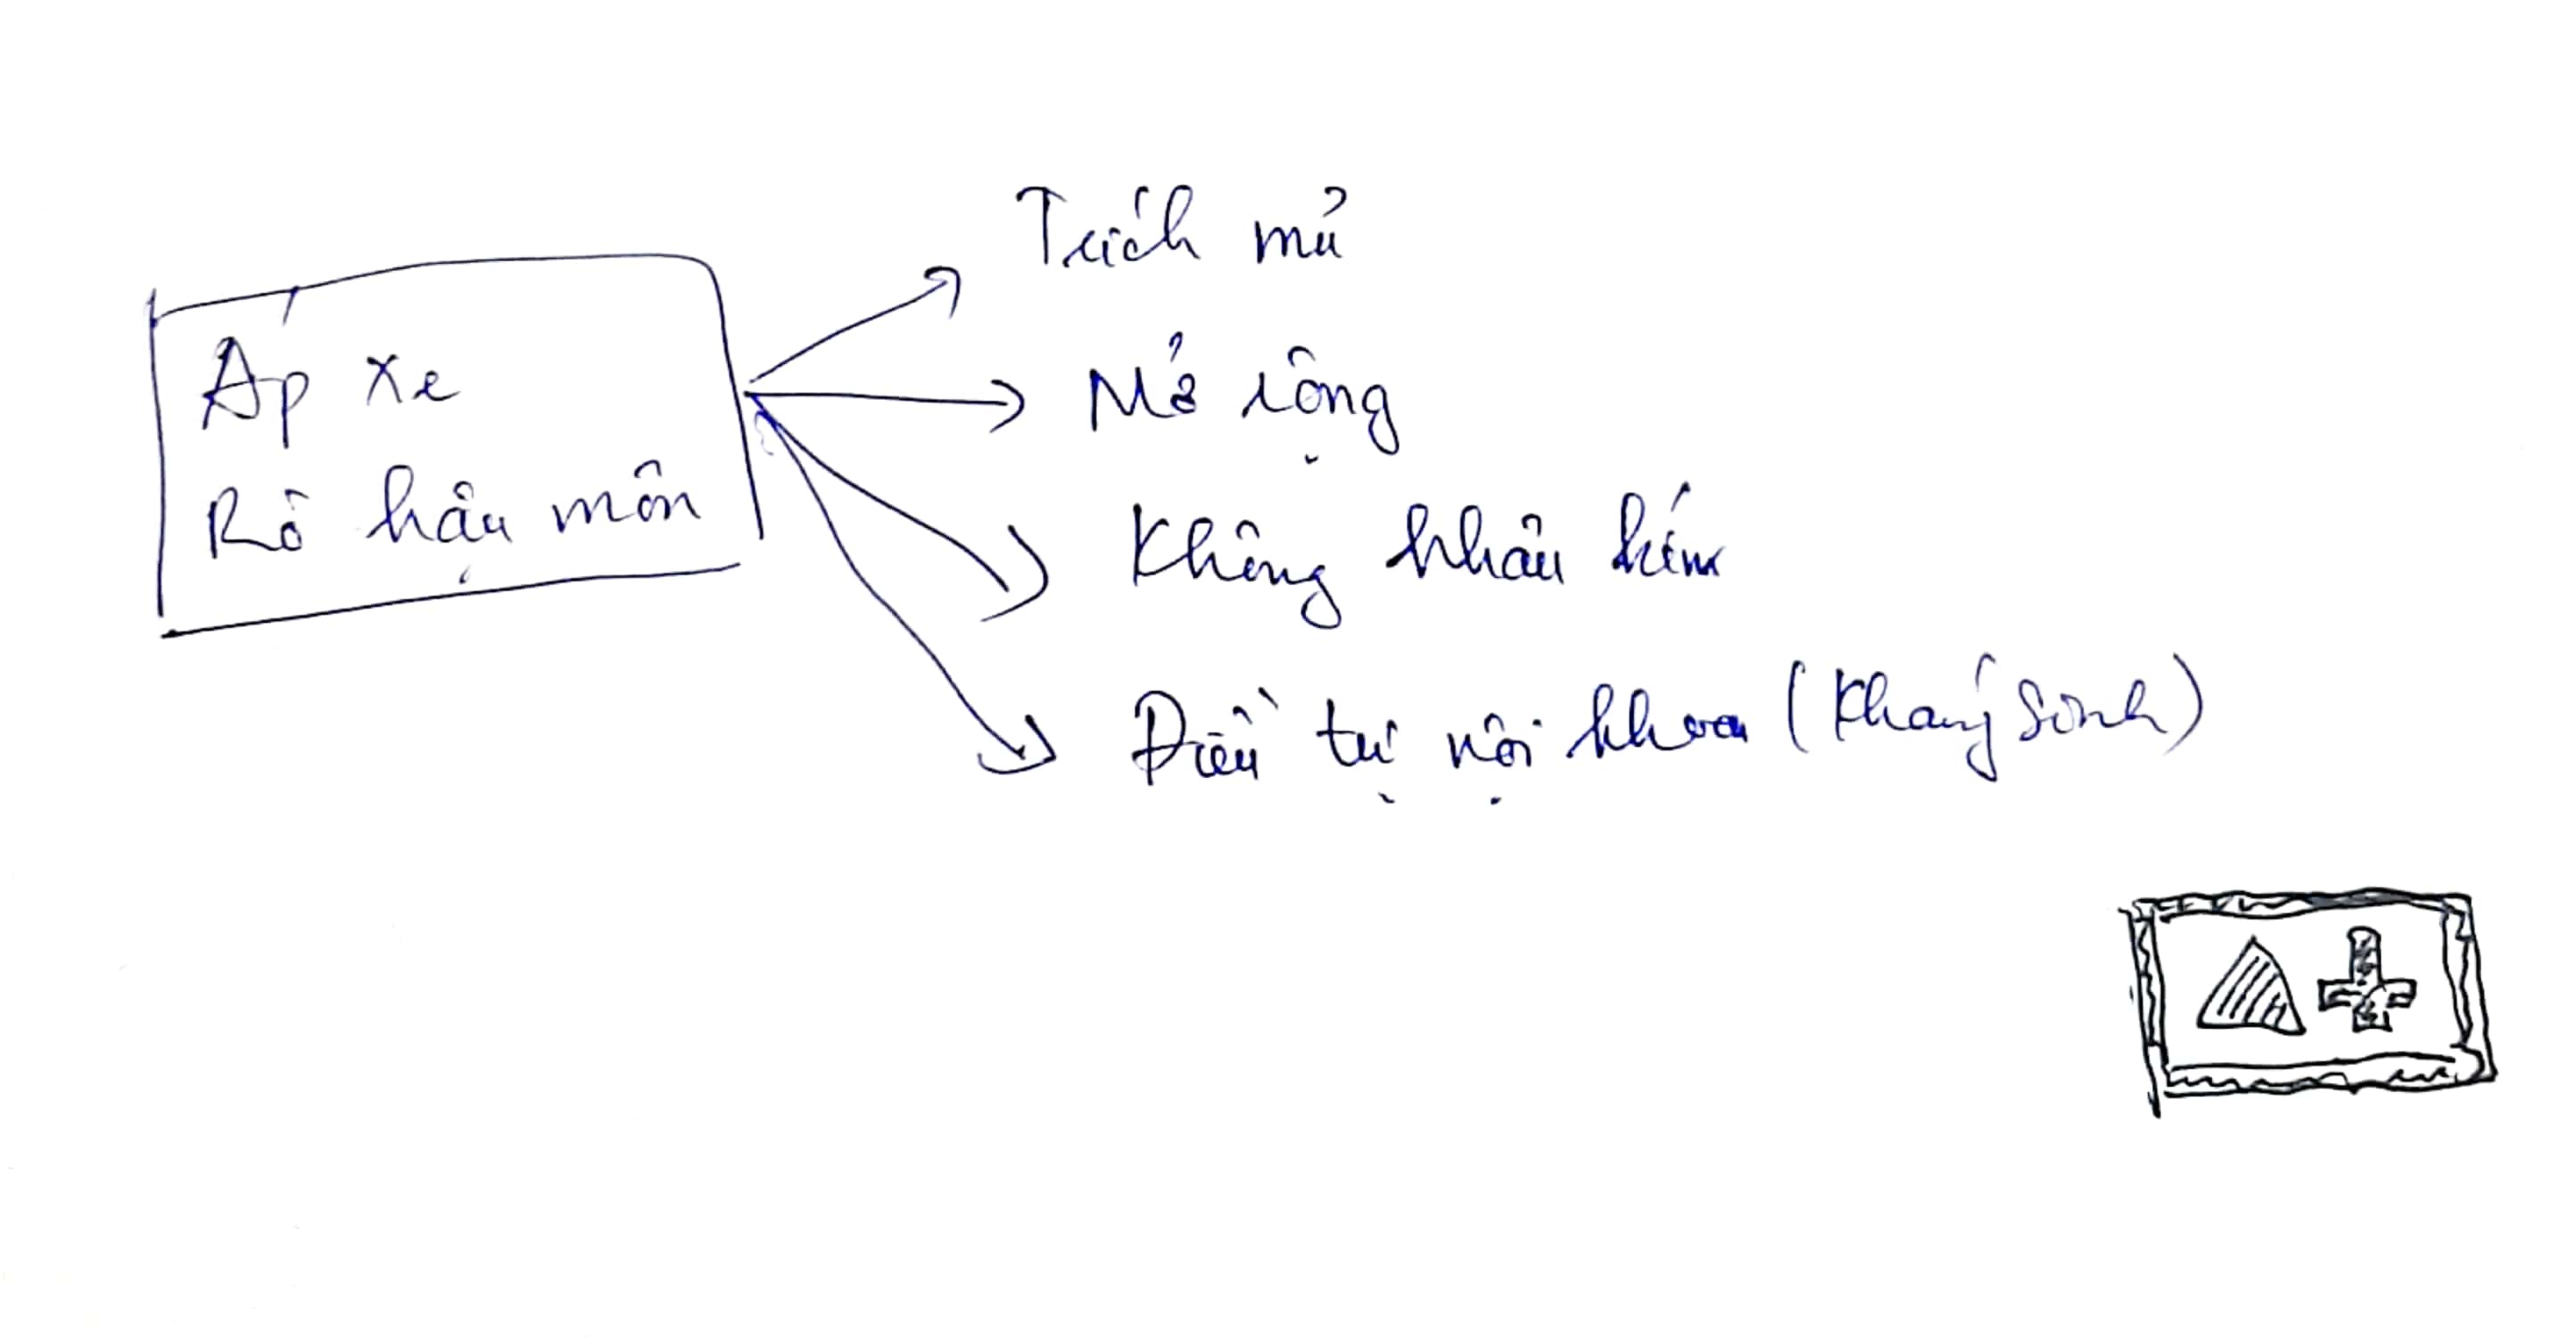 Áp xe
Rò hậu môn
Trích mủ
Mở rộng
Không khâu kín
Điều trị nội khoa (Kháng sinh)